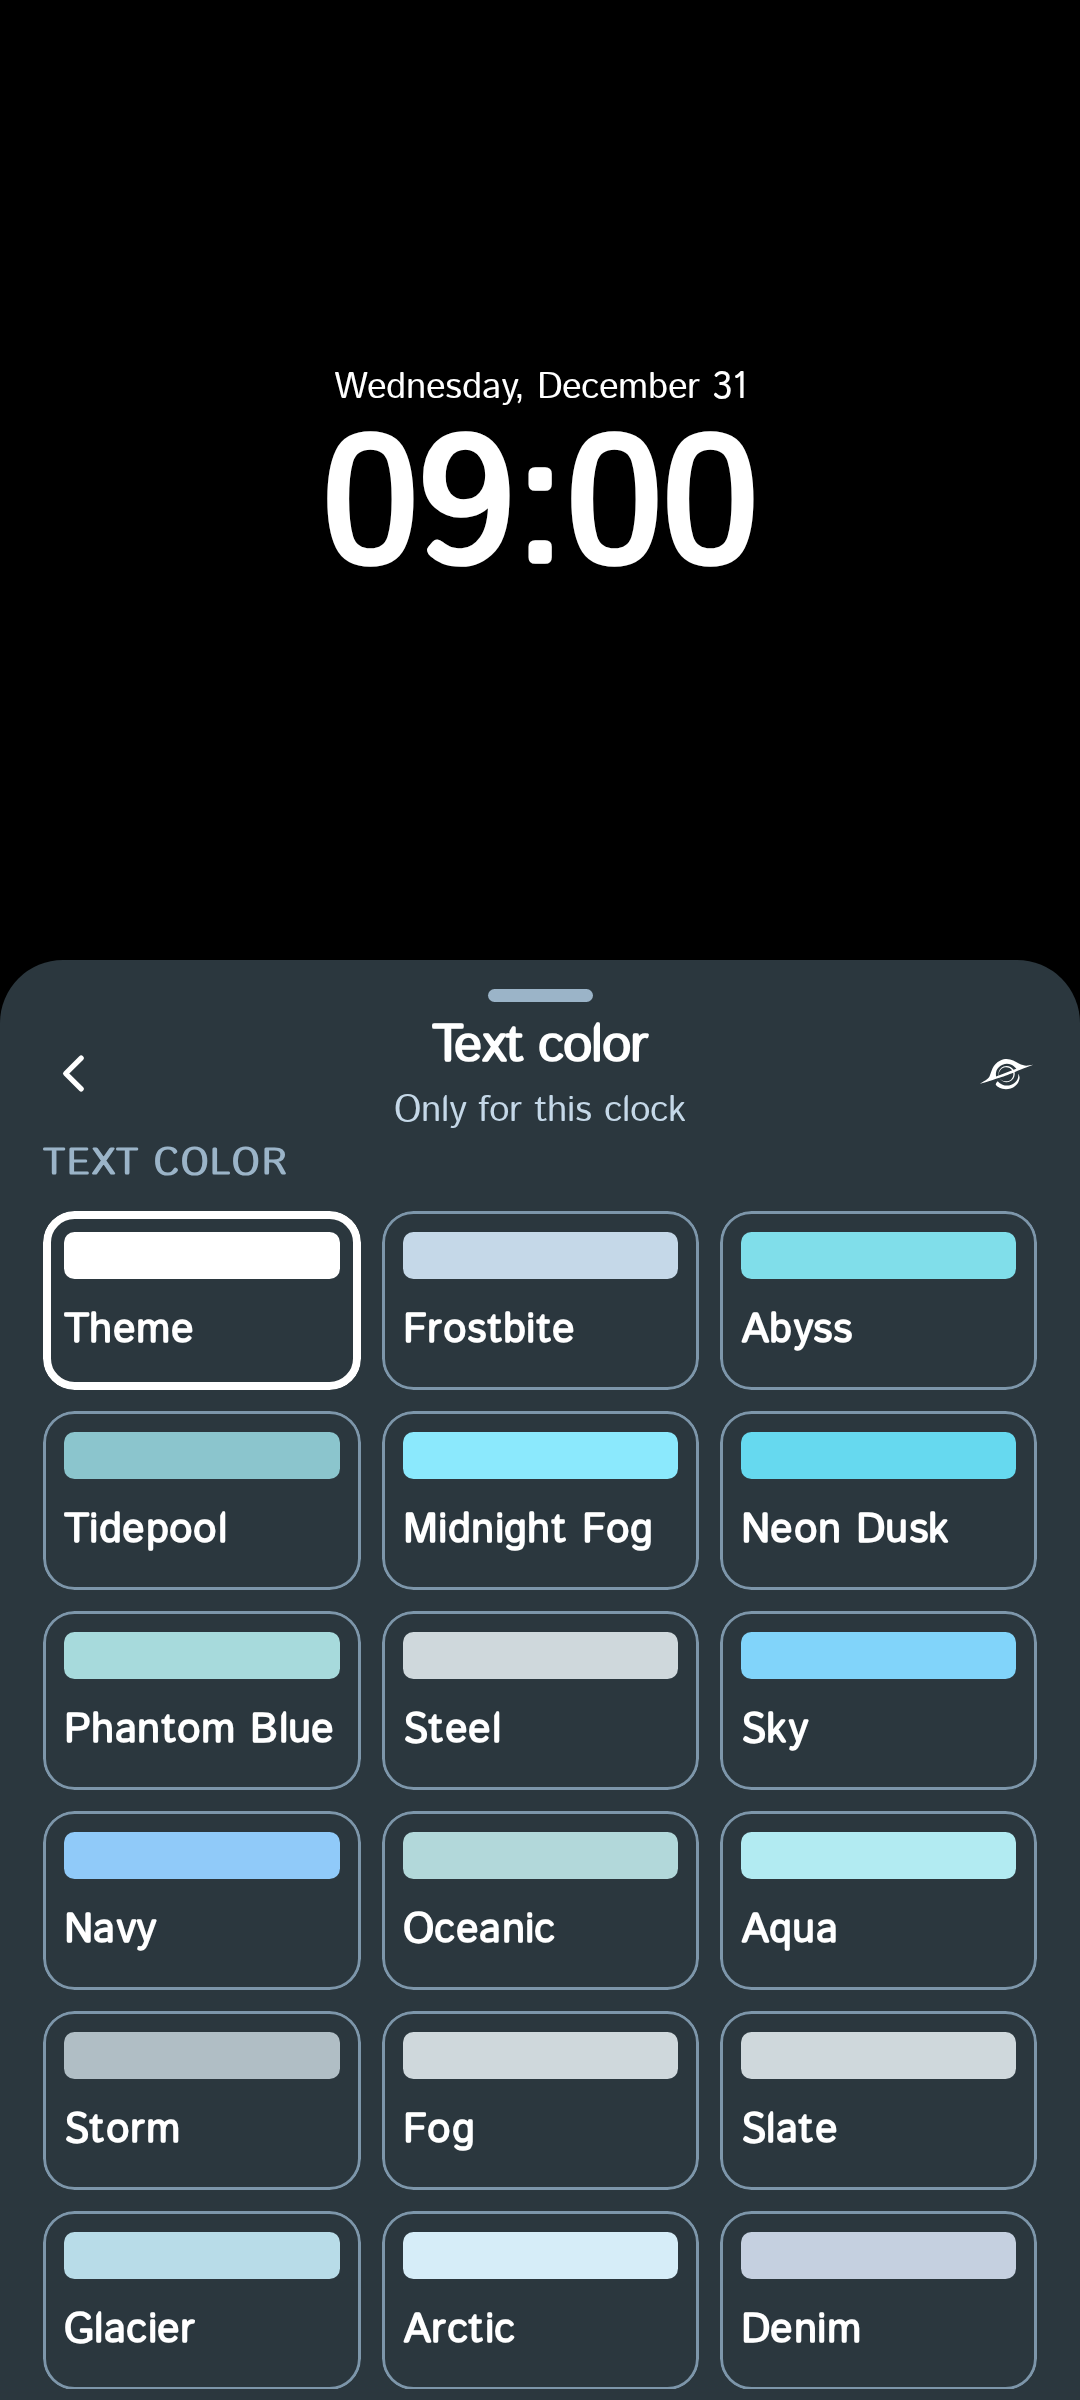 Wednesday, December 31
09:00
Text color
Only for this clock
TEXT COLOR
Theme
Frostbite
Abyss
Tidepool
Midnight Fog
Neon Dusk
Phantom Blue
Steel
Sky
Navy
Oceanic
Aqua
Storm
Fog
Slate
Glacier
Arctic
Denim